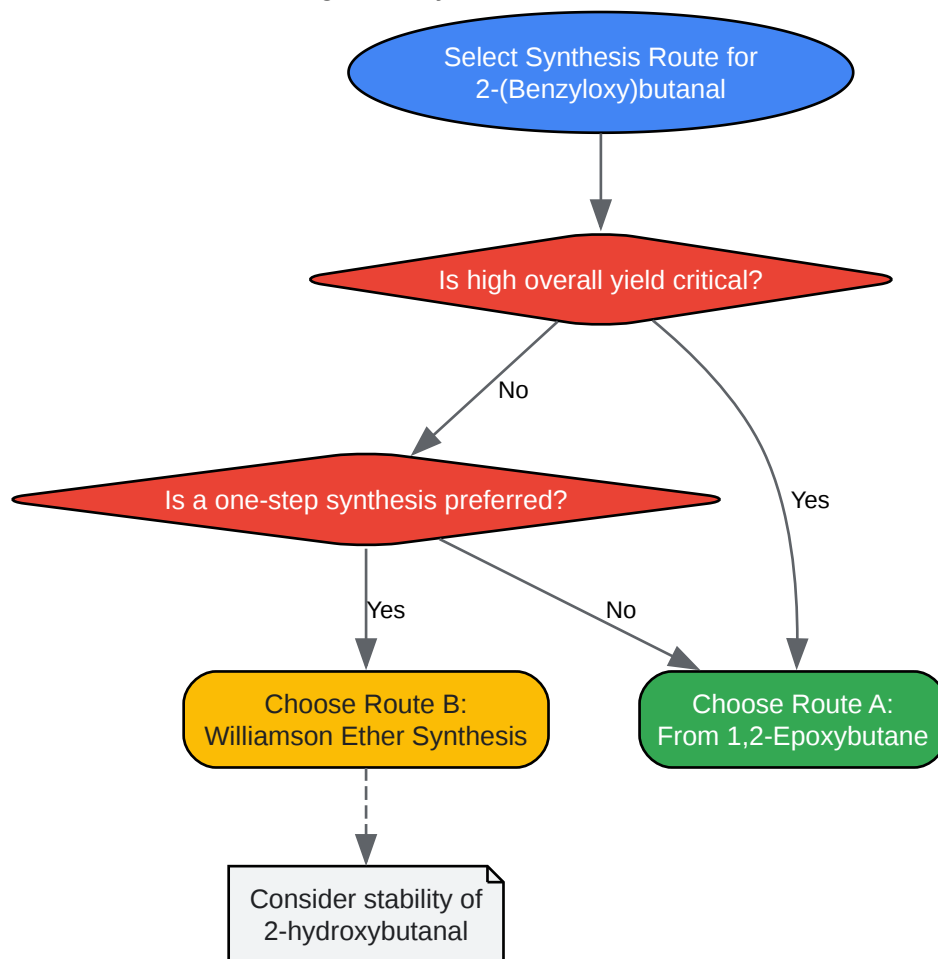 Select Synthesis Route for
2-(Benzyloxy)butanal
Is high overall yield critical?
No
Is a one-step synthesis preferred?
Yes
Yes
No
Choose Route B:
Williamson Ether Synthesis
Choose Route A:
From 1,2-Epoxybutane
Consider stability of
2-hydroxybutanal